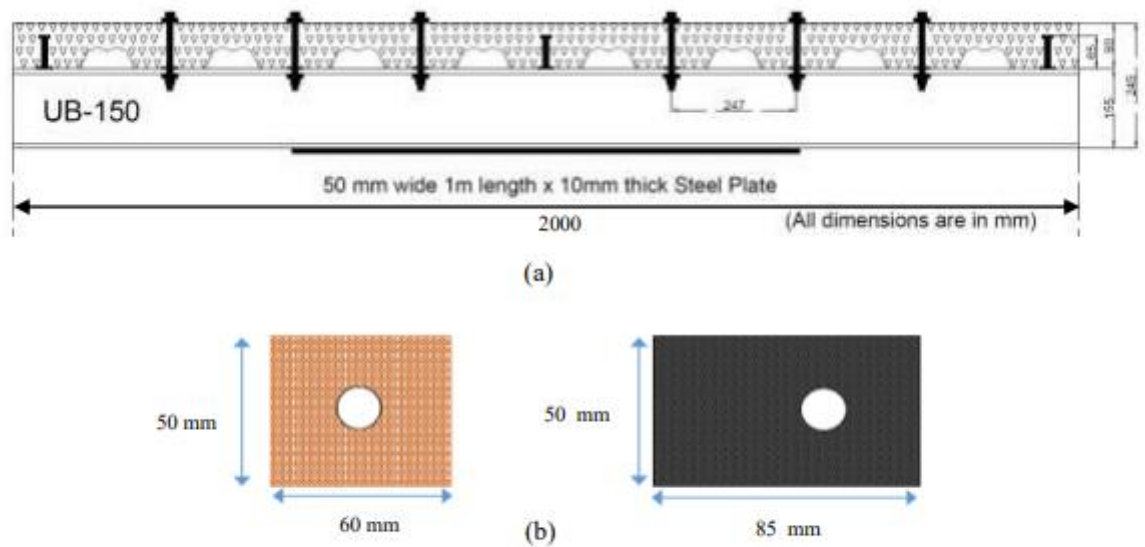 65
90
245
247
UB-150
155
50 mm wide 1m length x 10mm thick Steel Plate
2000
(All dimensions are in mm)
(a)
50 mm
50 mm
60 mm
(b)
85 mm